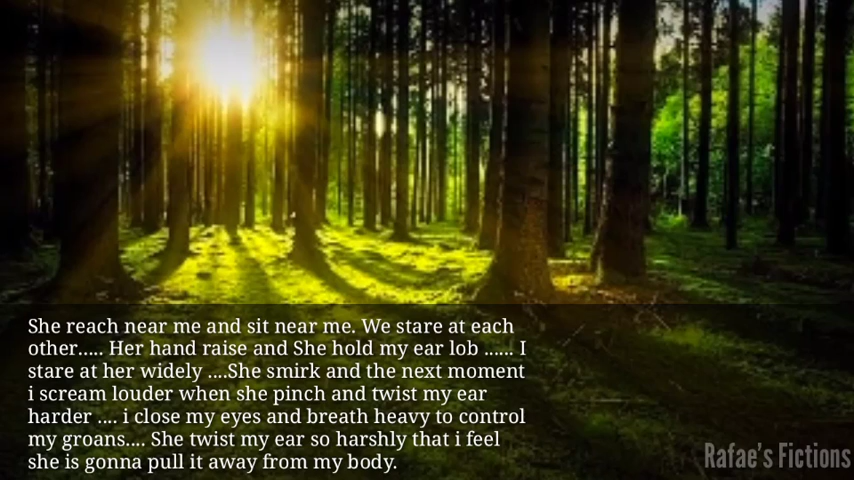 She reach near me and sit near me. We stare at each
other..... Her hand raise and She hold my ear lob ...... I
stare at her widely ....She smirk and the next moment
i scream louder when she pinch and twist my ear
harder .... i close my eyes and breath heavy to control
my groans.... She twist my ear so harshly that i feel
she is gonna pull it away from my body.
Rafae's Fictions